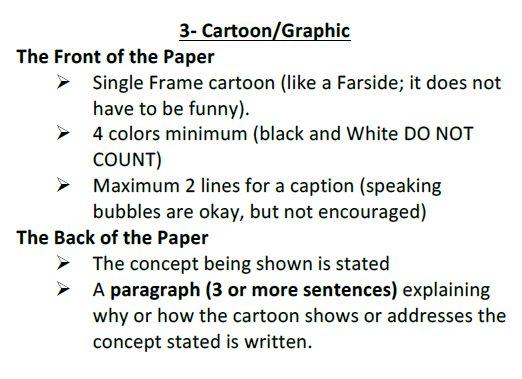 3- Cartoon/Graphic
The Front of the Paper
➢ Single Frame cartoon (like a Farside; it does not
have to be funny).
➢ 4 colors minimum (black and White DO NOT
COUNT)
➢ Maximum 2 lines for a caption (speaking
bubbles are okay, but not encouraged)
The Back of the Paper
➢ The concept being shown is stated
➢ A paragraph (3 or more sentences) explaining
why or how the cartoon shows or addresses the
concept stated is written.